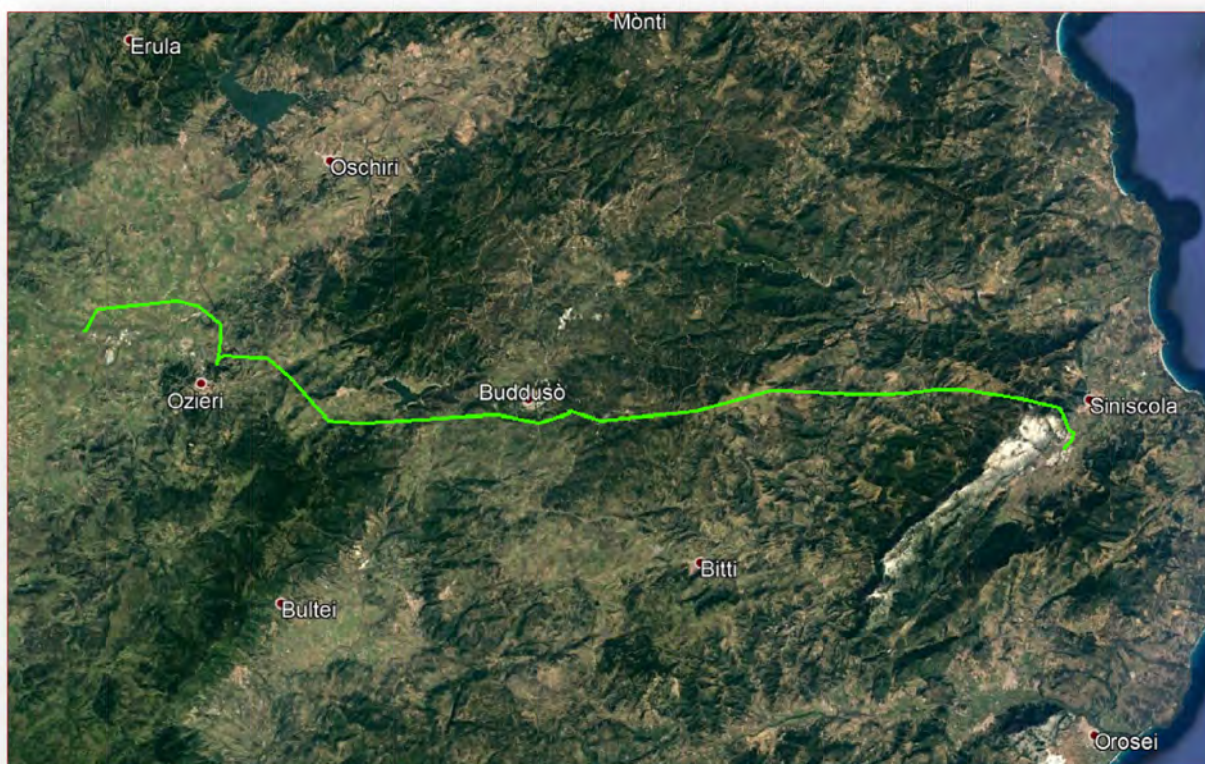 Mònti
Erula
Oschiri
Ozieri
Buddusò
Siniscola
Bitti
Bultei
Orosei